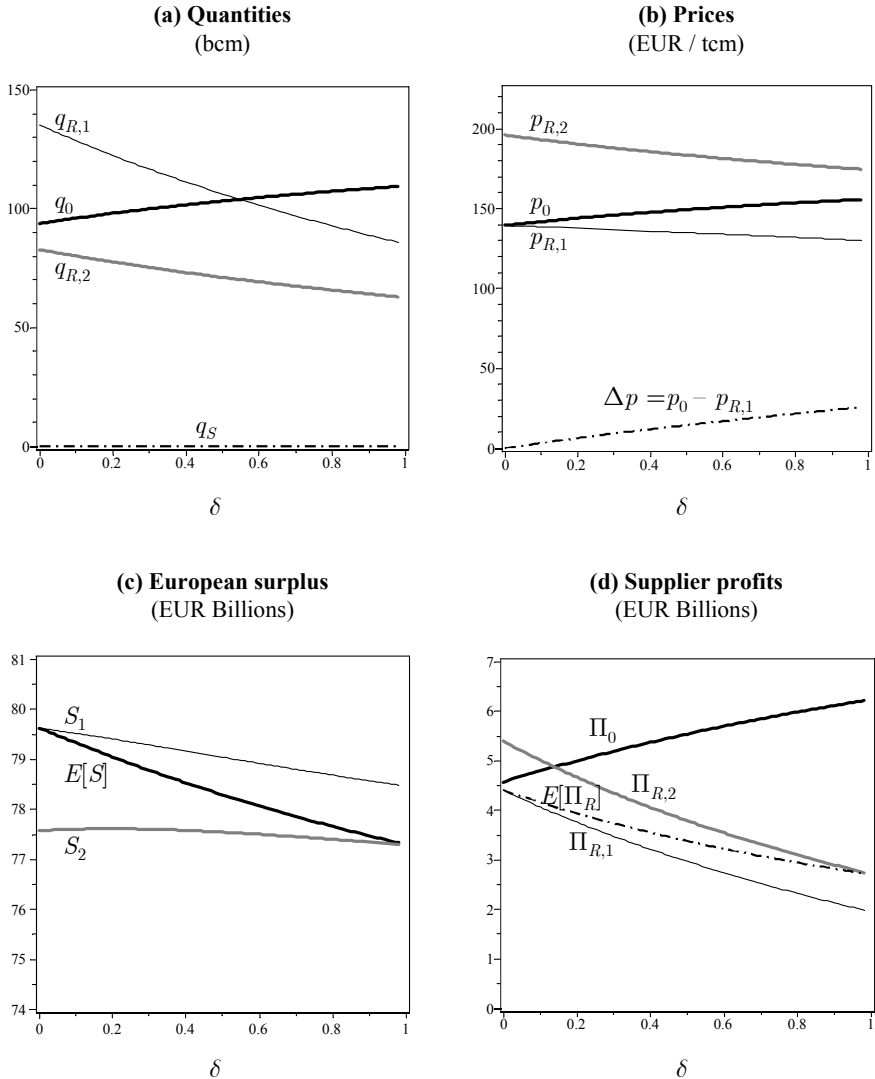 (a) Quantities
(bcm)
150
100
50
0
q_{R,1}
q_0
q_{R,2}
q_S
0 0.2 0.4 0.6 0.8 1
δ
(b) Prices
(EUR / tcm)
200
150
100
50
0
p_{R,2}
p_0
p_{R,1}
Δp = p_0 – p_{R,1}
0 0.2 0.4 0.6 0.8 1
δ
(c) European surplus
(EUR Billions)
81
80
79
78
77
76
75
74
S_1
E[S]
S_2
0 0.2 0.4 0.6 0.8 1
δ
(d) Supplier profits
(EUR Billions)
7
6
5
4
3
2
1
0
Π_0
E[Π_R]
Π_{R,2}
Π_{R,1}
0 0.2 0.4 0.6 0.8 1
δ